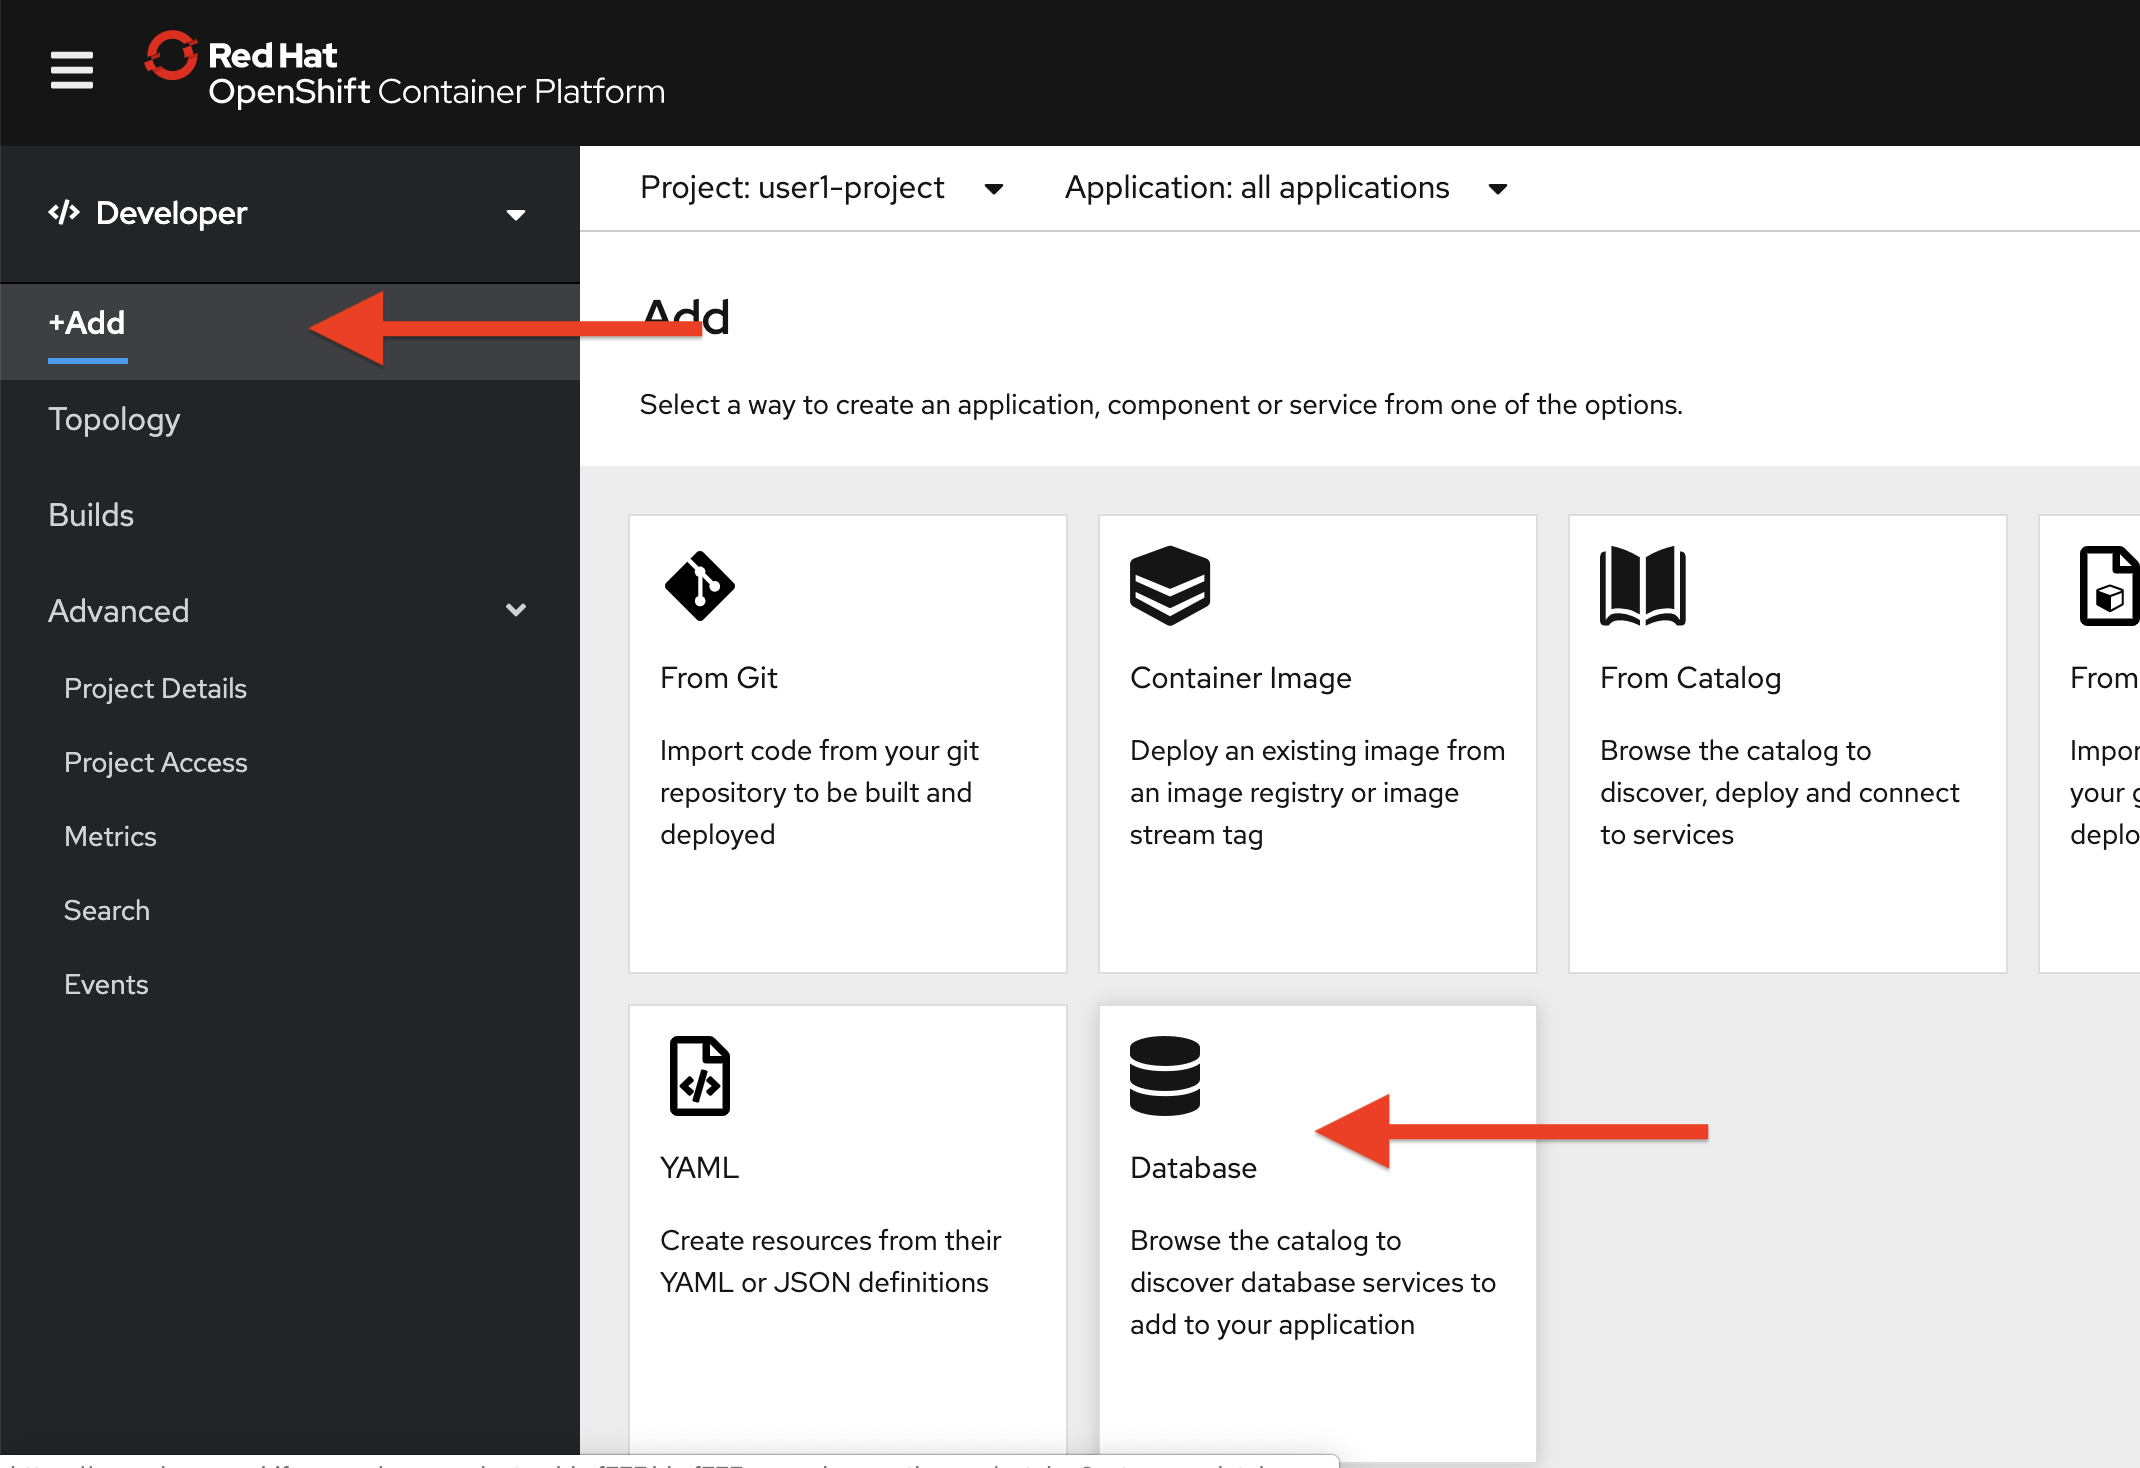 Red Hat
OpenShift Container Platform
Developer
Project: user1-project
Application: all applications
+Add
Topology
Builds
Advanced
Project Details
Project Access
Metrics
Search
Events
Add
Select a way to create an application, component or service from one of the options.
From Git
Import code from your git
repository to be built and
deployed
Container Image
Deploy an existing image from
an image registry or image
stream tag
From Catalog
Browse the catalog to
discover, deploy and connect
to services
From
your
YAML
Create resources from their
YAML or JSON definitions
Database
Browse the catalog to
discover database services to
add to your application